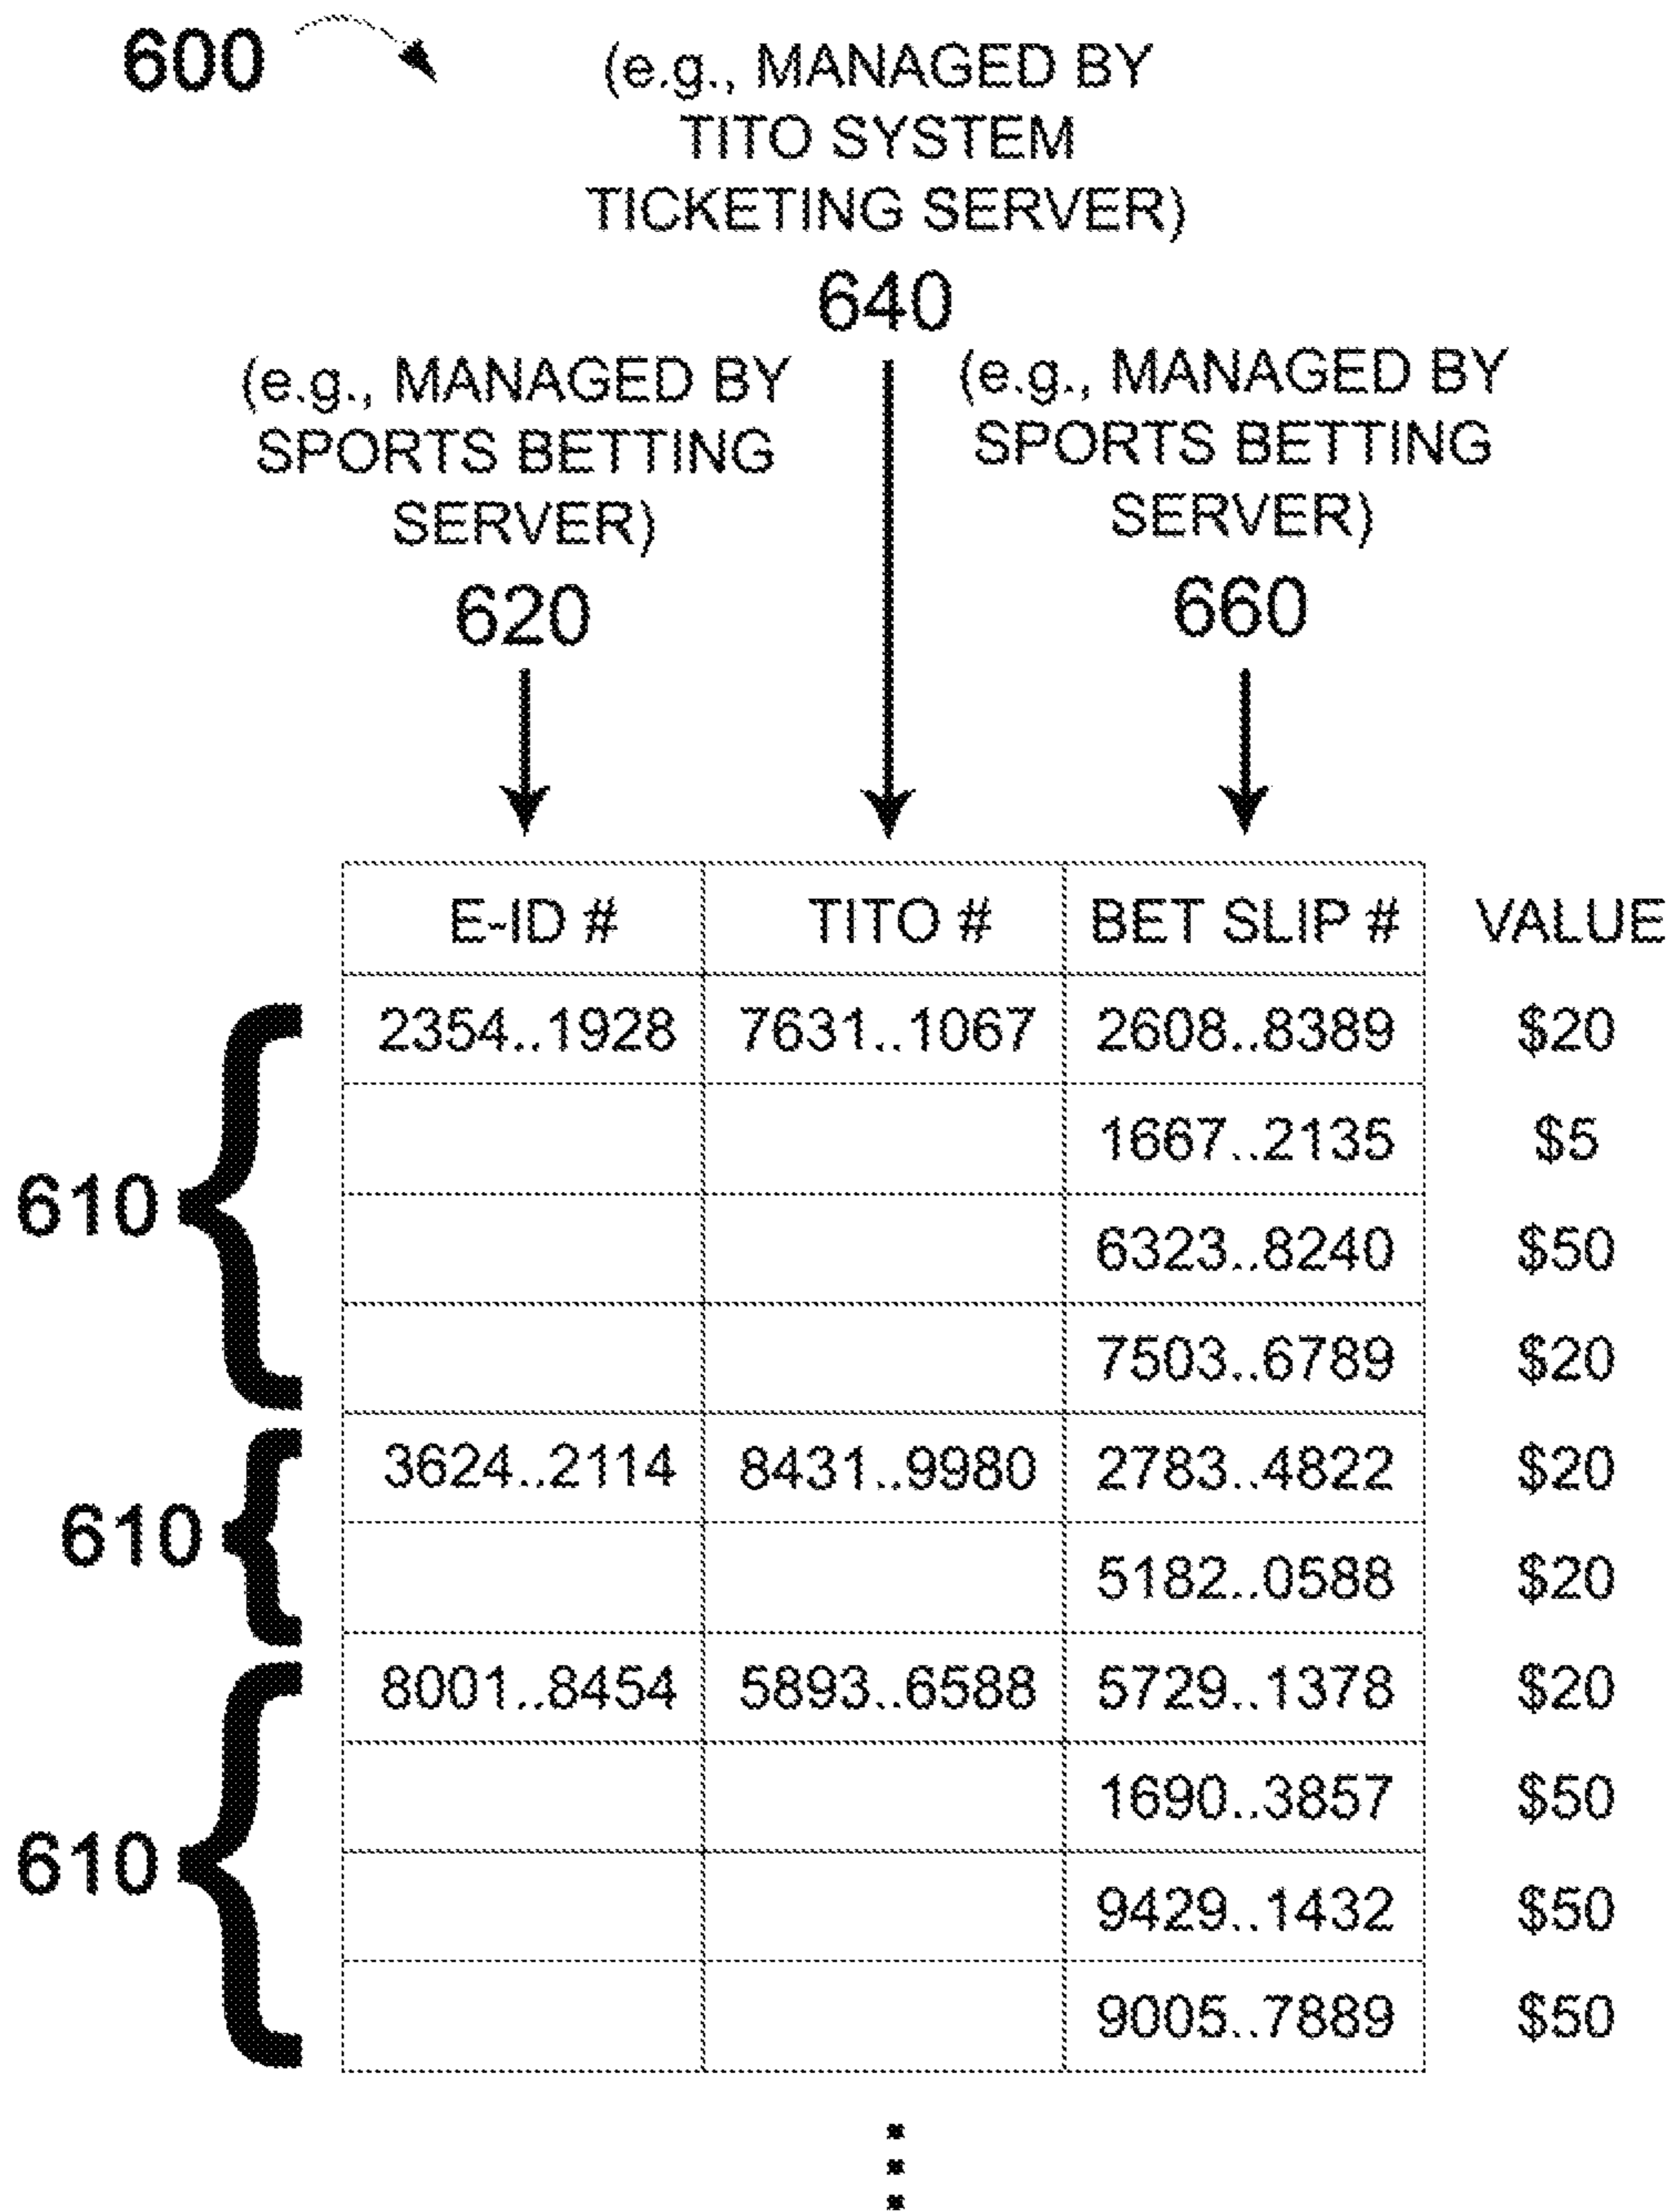 600
(e.g., MANAGED BY
TITO SYSTEM
TICKETING SERVER)
640
(e.g., MANAGED BY
SPORTS BETTING
SERVER)
620
(e.g., MANAGED BY
SPORTS BETTING
SERVER)
660
E-ID # TITO # BET SLIP # VALUE
2354..1928 7631..1067 2608..8389 $20
1667..2135 $5
610
6323..8240 $50
7503..6789 $20
3624..2114 8431..9980 2783..4822 $20
610
5182..0588 $20
8001..8454 5893..6588 5729..1378 $20
1690..3857 $50
610
9429..1432 $50
9005..7889 $50